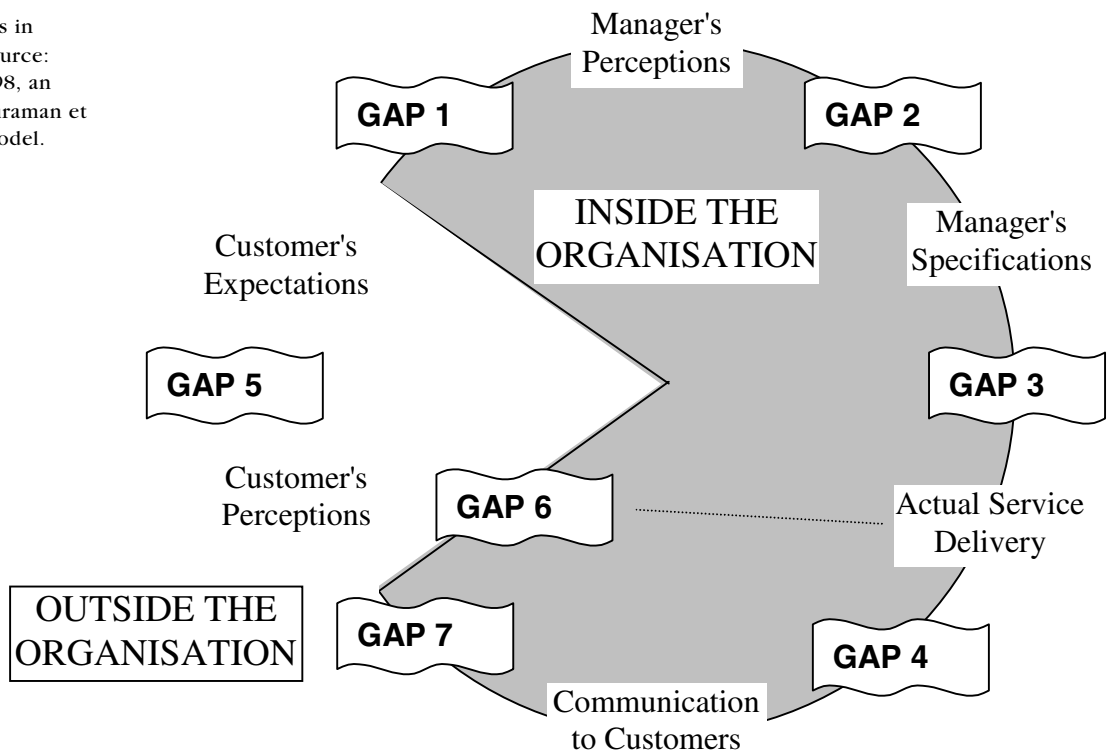 s in
urce:
98, an
raman et
odel.
Manager's
Perceptions
GAP 1
GAP 2
INSIDE THE
ORGANISATION
Manager's
Specifications
Customer's
Expectations
GAP 5
GAP 3
Customer's
Perceptions
GAP 6
Actual Service
Delivery
OUTSIDE THE
ORGANISATION
GAP 7
GAP 4
Communication
to Customers